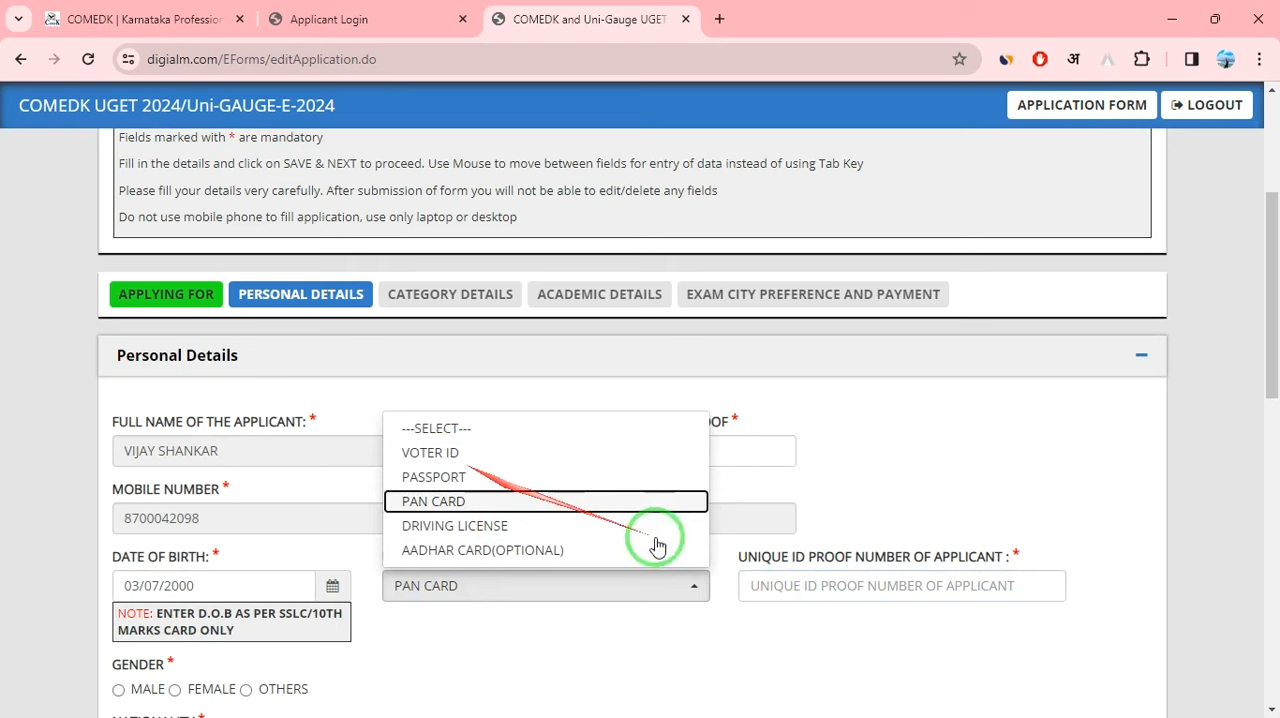 COMEDK | Karnataka Profession
Applicant Login
COMEDK and Uni-Gauge UGET
digialm.com/EForms/editApplication.do
अ
COMEDK UGET 2024/Uni-GAUGE-E-2024
APPLICATION FORM
LOGOUT
Fields marked with * are mandatory
Fill in the details and click on SAVE & NEXT to proceed. Use Mouse to move between fields for entry of data instead of using Tab Key
Please fill your details very carefully. After submission of form you will not be able to edit/delete any fields
Do not use mobile phone to fill application, use only laptop or desktop
APPLYING FOR
PERSONAL DETAILS
CATEGORY DETAILS
ACADEMIC DETAILS
EXAM CITY PREFERENCE AND PAYMENT
Personal Details
FULL NAME OF THE APPLICANT: *
OF *
VIJAY SHANKAR
MOBILE NUMBER *
8700042098
---SELECT---
VOTER ID
PASSPORT
PAN CARD
DRIVING LICENSE
AADHAR CARD(OPTIONAL)
DATE OF BIRTH: *
03/07/2000
PAN CARD
UNIQUE ID PROOF NUMBER OF APPLICANT : *
UNIQUE ID PROOF NUMBER OF APPLICANT
NOTE: ENTER D.O.B AS PER SSLC/10TH
MARKS CARD ONLY
GENDER *
MALE FEMALE OTHERS